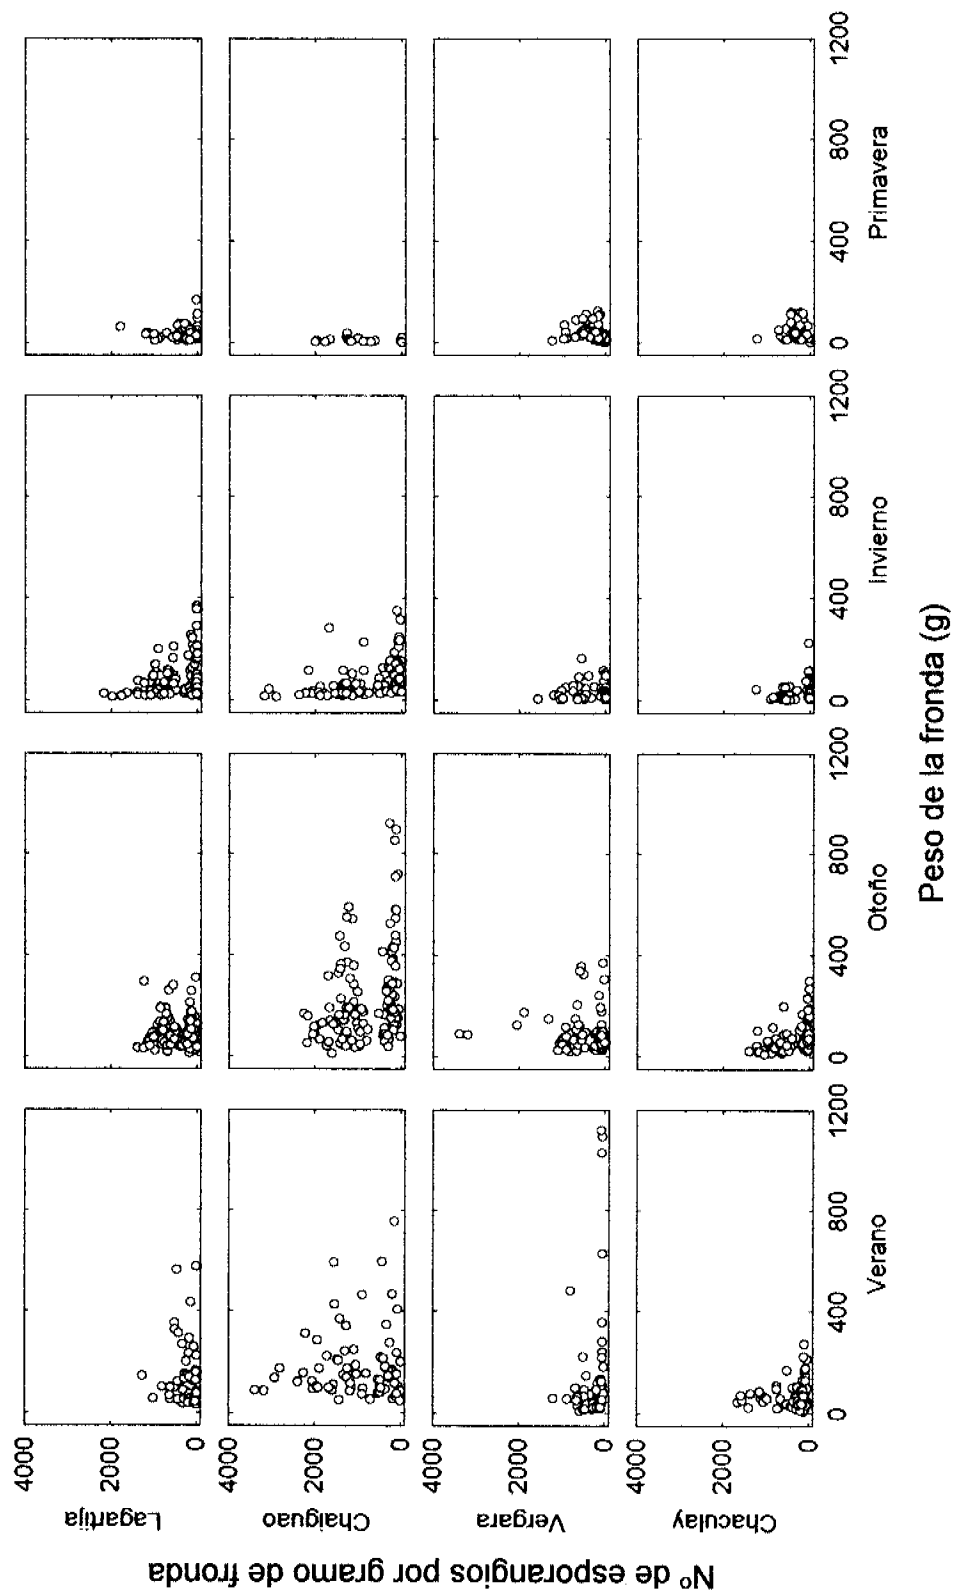 Nº de esporangios por gramo de fronda
Lagartija
4000
2000
0
Chaiguao
4000
2000
0
Vergara
4000
2000
0
Chaculay
4000
2000
0
0
400
800
1200
0
400
800
1200
0
400
800
1200
0
400
800
1200
Verano
Otoño
Invierno
Primavera
Peso de la fronda (g)